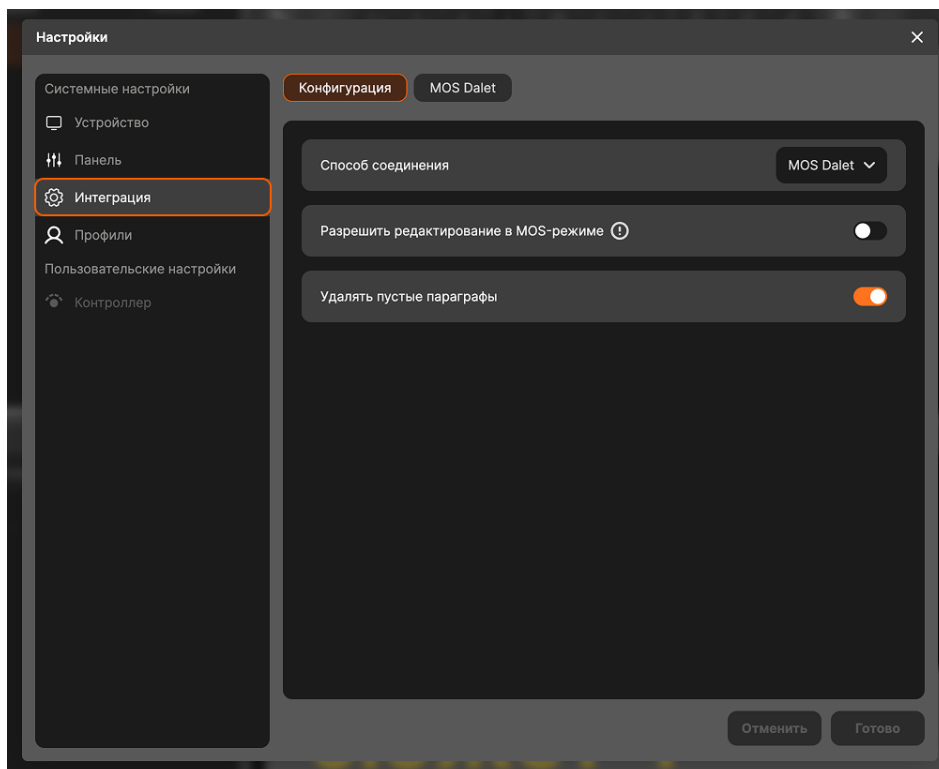 Настройки
Системные настройки
Устройство
Панель
Интеграция
Профили
Пользовательские настройки
Контроллер
Конфигурация
MOS Dalet
Способ соединения
MOS Dalet
Разрешить редактирование в MOS-режиме
Удалять пустые параграфы
Отменить
Готово